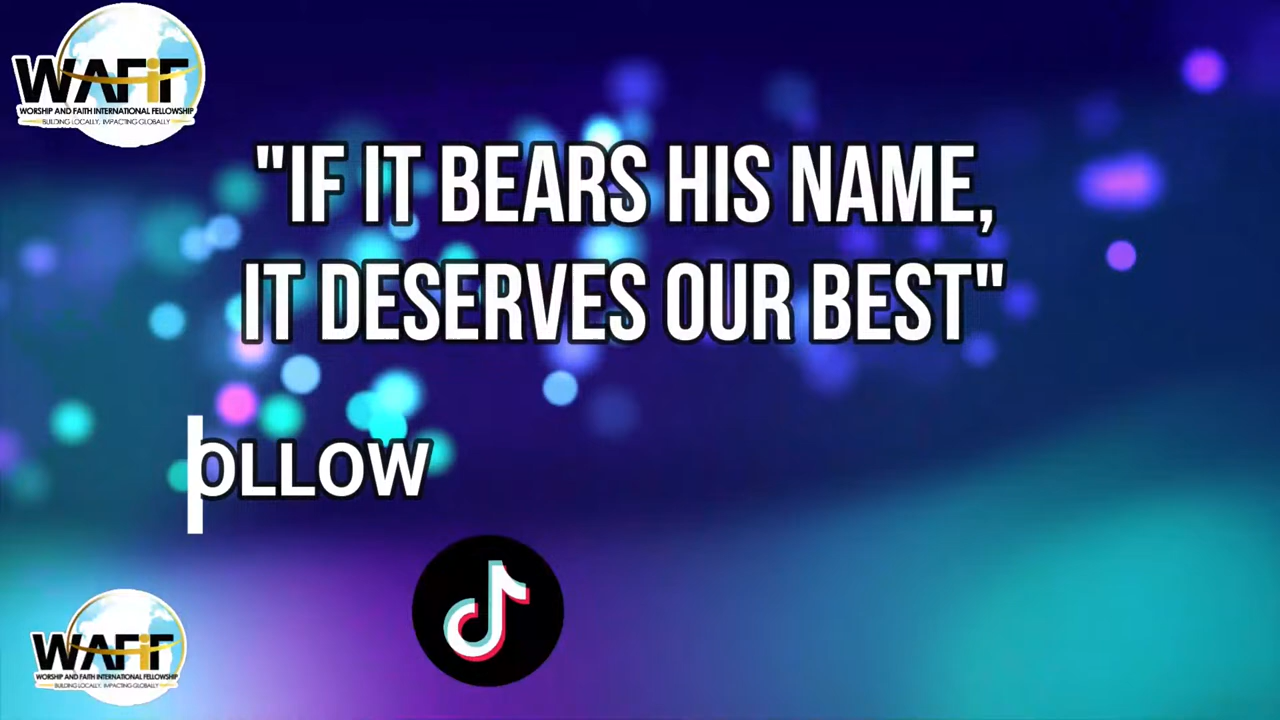 WAFiF
WORSHIP AND FAITH INTERNATIONAL FELLOWSHIP
BUILDING LOCALLY, IMPACTING GLOBALLY
"IF IT BEARS HIS NAME,
IT DESERVES OUR BEST"
OLLOW
WAFiF
WORSHIP AND FAITH INTERNATIONAL FELLOWSHIP
BUILDING LOCALLY, IMPACTING GLOBALLY